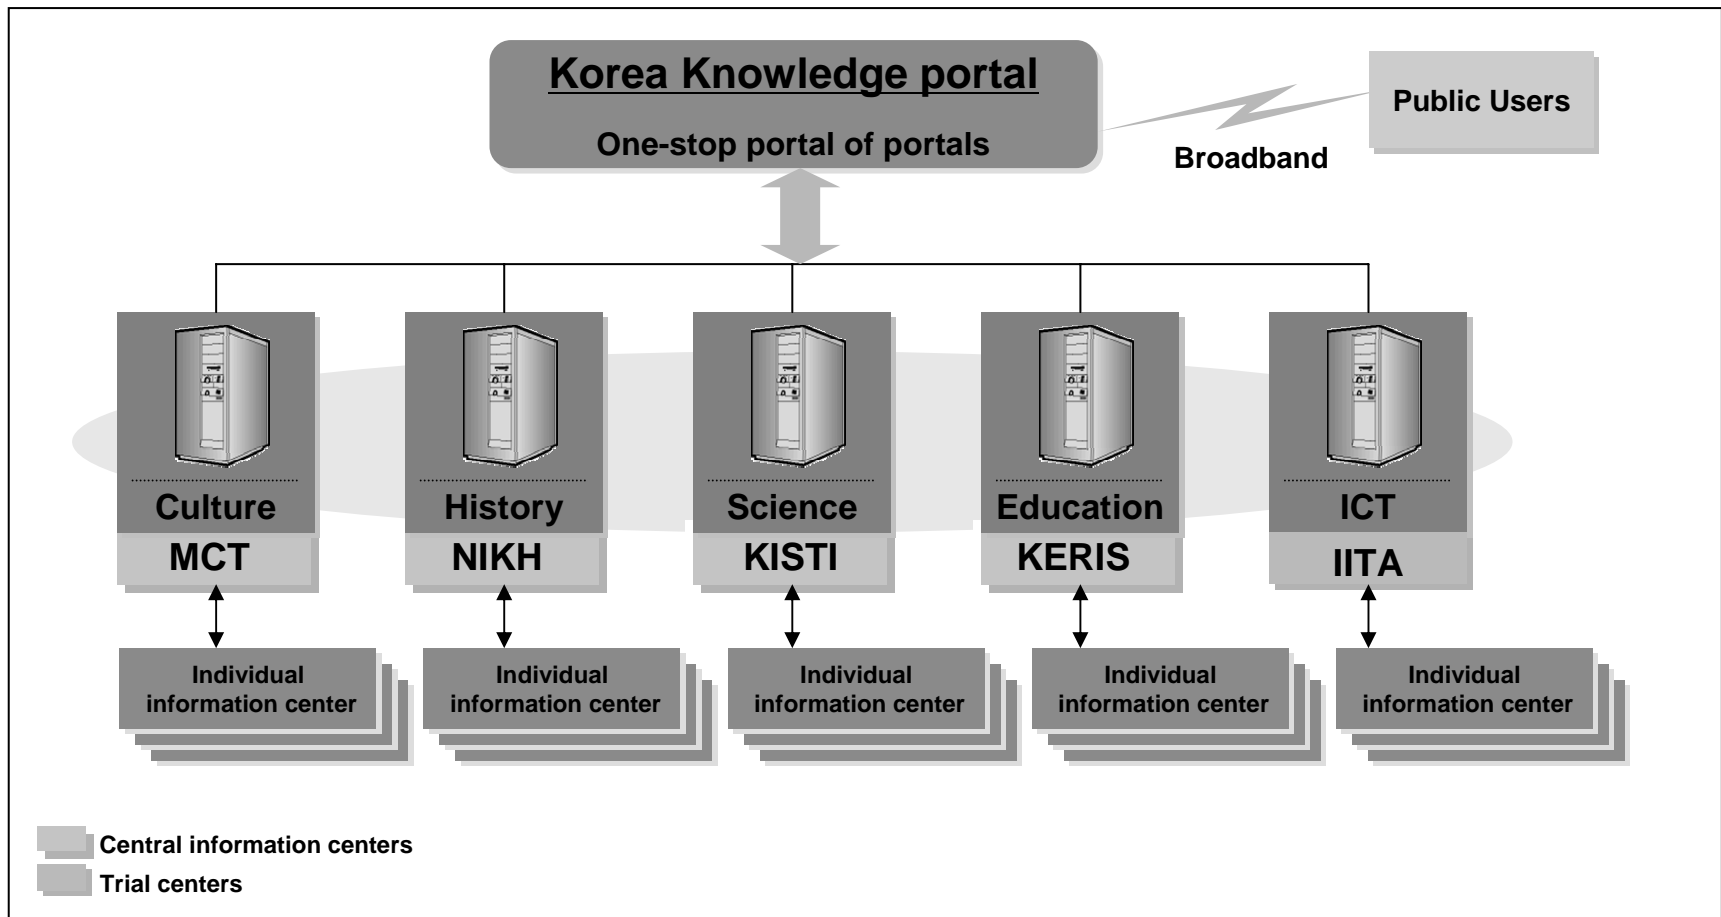 Korea Knowledge portal
One-stop portal of portals
Public Users
Broadband
Culture
MCT
History
NIKH
Science
KISTI
Education
KERIS
ICT
IITA
Individual
information center
Individual
information center
Individual
information center
Individual
information center
Individual
information center
Central information centers
Trial centers